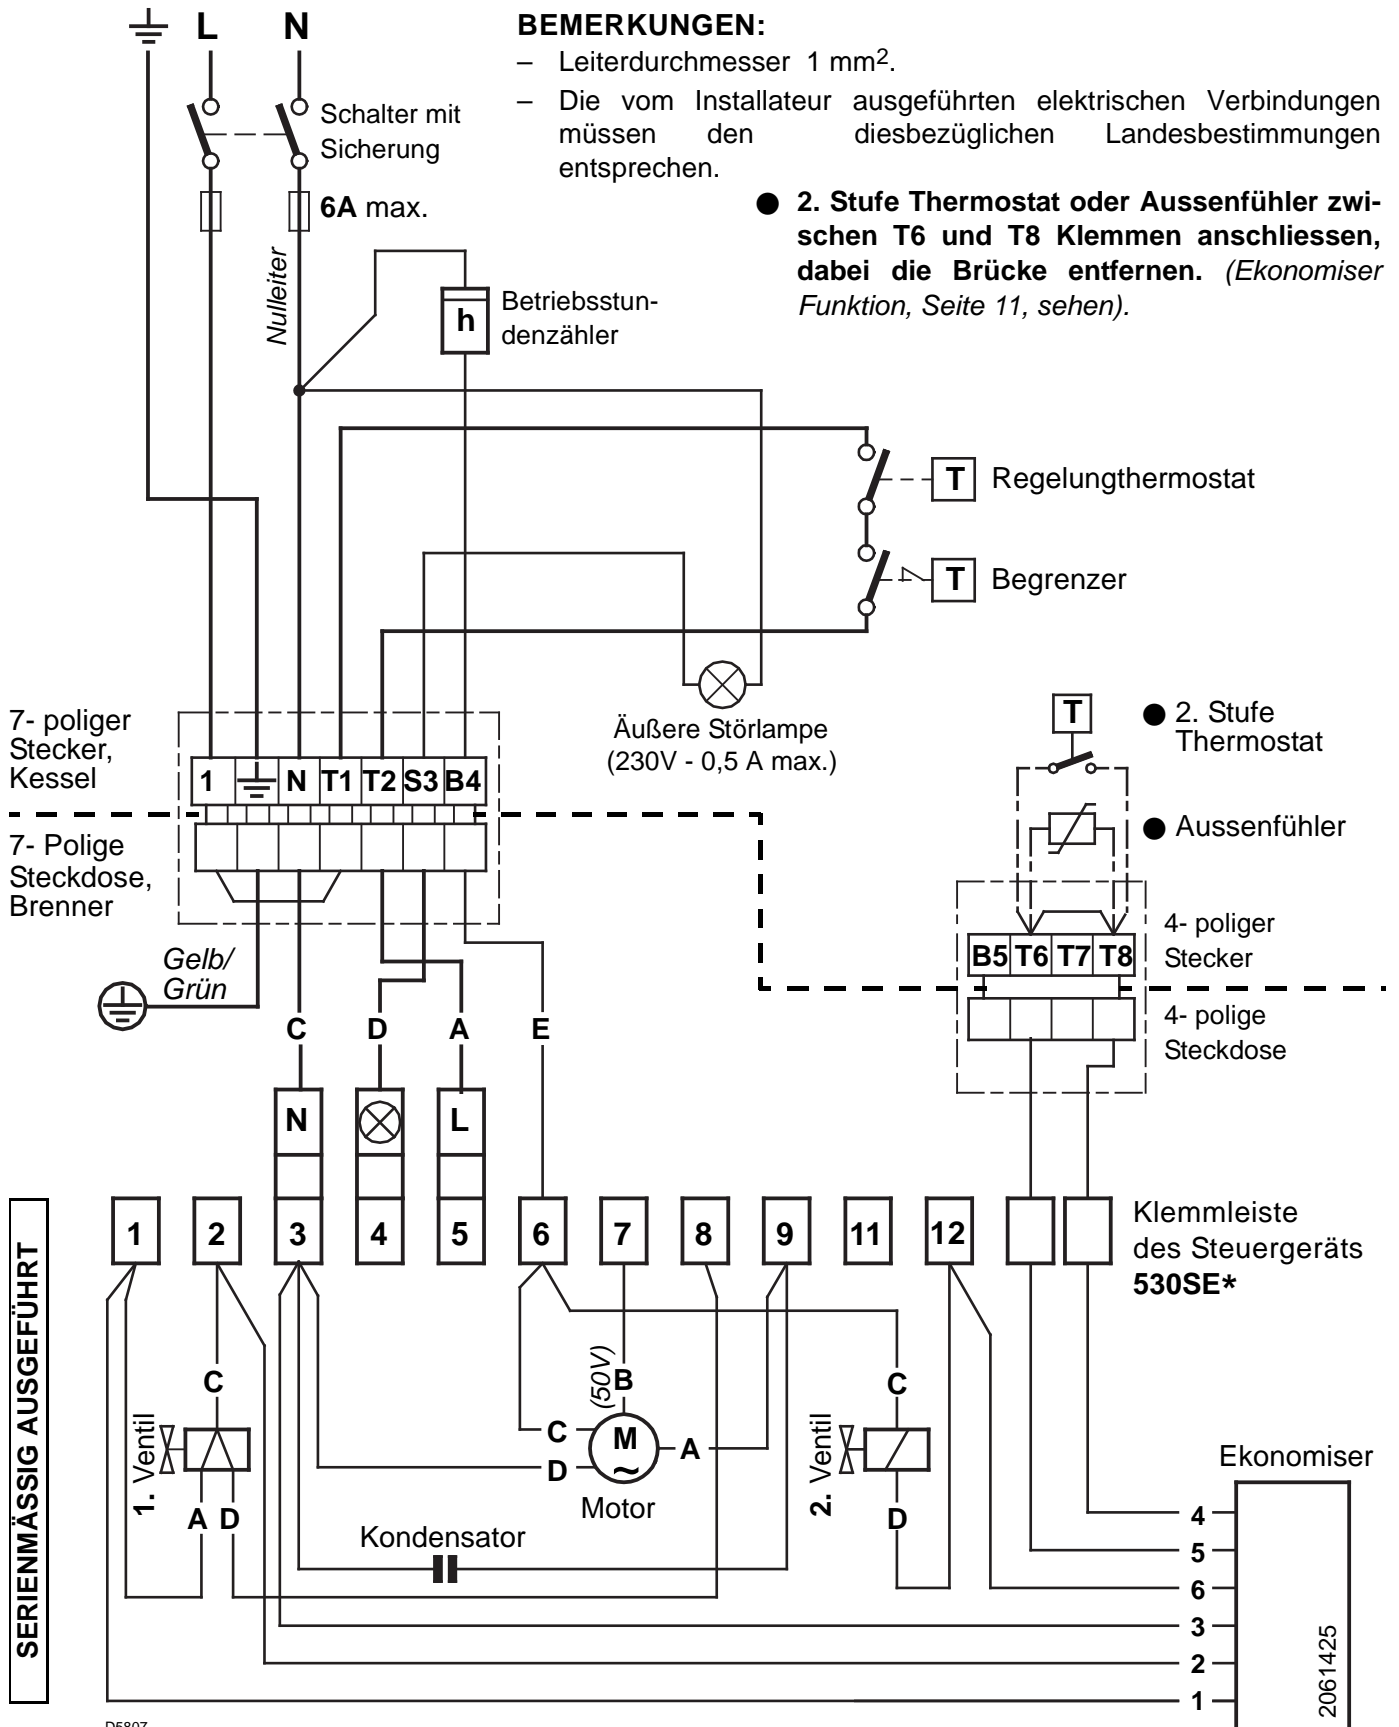 L N
BEMERKUNGEN:
– Leiterdurchmesser 1 mm².
– Die vom Installateur ausgeführten elektrischen Verbindungen
müssen den diesbezüglichen Landesbestimmungen
entsprechen.
● 2. Stufe Thermostat oder Aussenfühler zwi-
schen T6 und T8 Klemmen anschliessen,
dabei die Brücke entfernen. (Ekonomiser
Funktion, Seite 11, sehen).
Schalter mit
Sicherung
6A max.
Nulleiter
h
Betriebsstun-
denzähler
T Regelungthermostat
T Begrenzer
Äußere Störlampe
(230V - 0,5 A max.)
7- poliger
Stecker,
Kessel
1 N T1 T2 S3 B4
7- Polige
Steckdose,
Brenner
T
● 2. Stufe
Thermostat
● Aussenfühler
4- poliger
Stecker
B5 T6 T7 T8
4- polige
Steckdose
Gelb/
Grün
C D A E
N L
1 2 3 4 5 6 7 8 9 11 12
Klemmleiste
des Steuergeräts
530SE*
SERIENMÄSSIG AUSGEFÜHRT
C
1. Ventil
A D
(50V)
B
C
D
M
~
A
Motor
Kondensator
C
2. Ventil
D
Ekonomiser
4
5
6
3
2
1
2061425